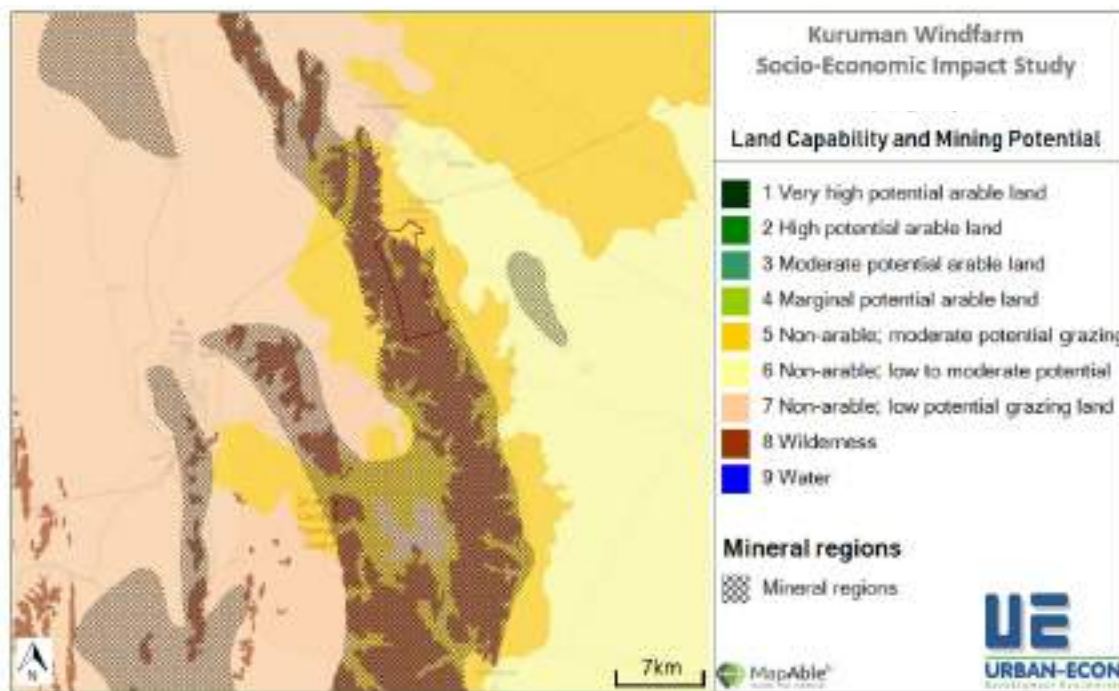 Kuruman Windfarm
Socio-Economic Impact Study
Land Capability and Mining Potential
1 Very high potential arable land
2 High potential arable land
3 Moderate potential arable land
4 Marginal potential arable land
5 Non-arable; moderate potential grazing
6 Non-arable; low to moderate potential
7 Non-arable; low potential grazing land
8 Wilderness
9 Water
Mineral regions
Mineral regions
N
7km
MapAble
UE
URBAN-ECON